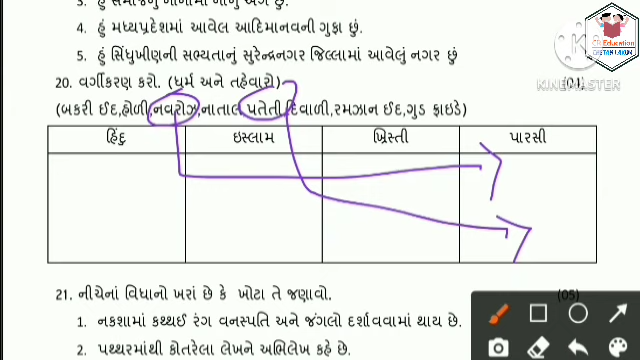 3. હું સમાજનું નાનામાં નાનું અંગ છું.
4. હું મધ્યપ્રદેશમાં આવેલ આદિમાનવની ગુફા છું.
5. હું સિંધુખીણની સભ્યતાનું સુરેન્દ્રનગર જિલ્લામાં આવેલું નગર છું
20. વર્ગીકરણ કરો. (ધર્મ અને તહેવારો)
(બકરી ઈદ,હોળી,નવરોઝ,નાતાલ પતેતી,દિવાળી,રમઝાન ઈદ,ગુડ ફ્રાઇડે)
હિંદુ ઇસ્લામ ખ્રિસ્તી પારસી
21. નીચેનાં વિધાનો ખરાં છે કે ખોટા તે જણાવો. (05)
1. નકશામાં કથ્થઈ રંગ વનસ્પતિ અને જંગલો દર્શાવવામાં થાય છે.
2. પથ્થરમાંથી કોતરેલા લેખને અભિલેખ કહે છે.
KINEMASTER